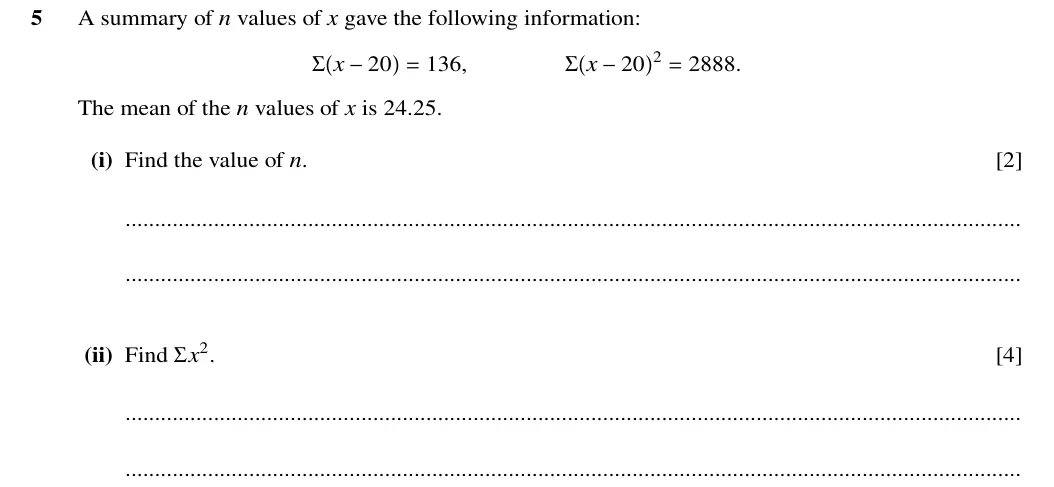 5 A summary of n values of x gave the following information:
Σ(x – 20) = 136, Σ(x – 20)² = 2888.
The mean of the n values of x is 24.25.
(i) Find the value of n. [2]
(ii) Find Σx². [4]